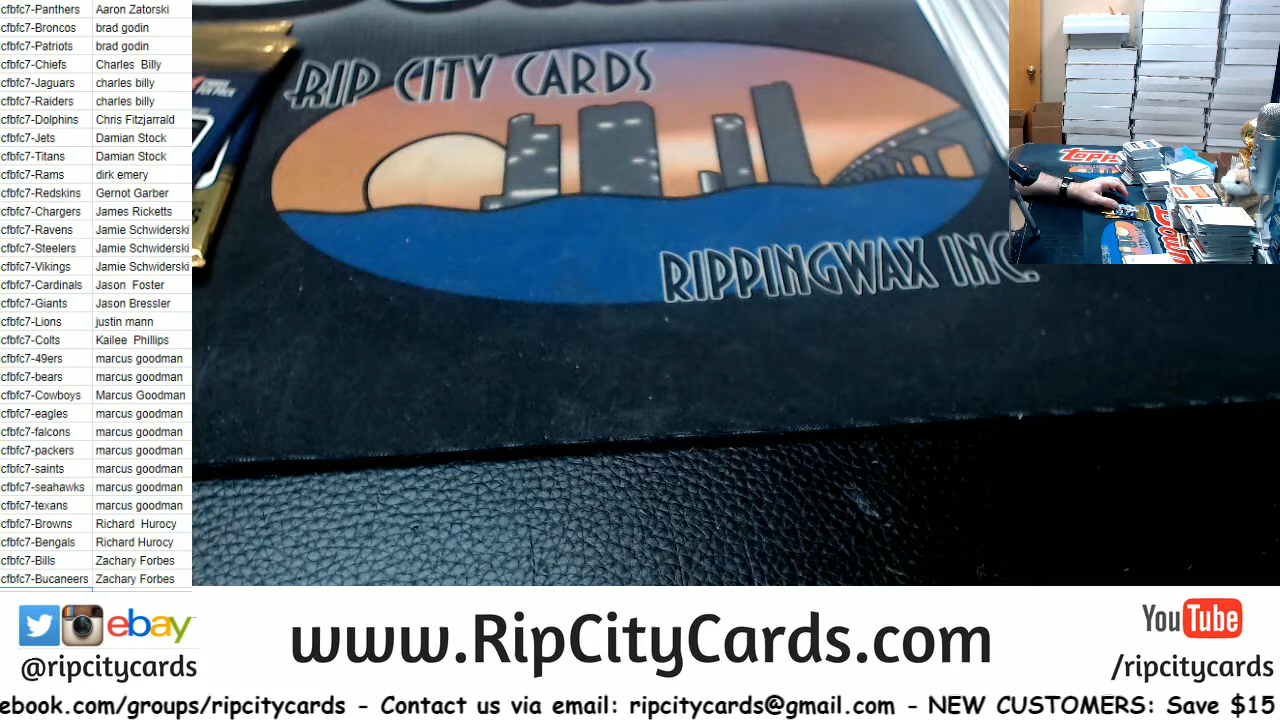 cfbfc7-Panthers Aaron Zatorski
cfbfc7-Broncos brad godin
cfbfc7-Patriots brad godin
cfbfc7-Chiefs Charles Billy
cfbfc7-Jaguars charles billy
cfbfc7-Raiders charles billy
cfbfc7-Dolphins Chris Fitzjarrald
cfbfc7-Jets Damian Stock
cfbfc7-Titans Damian Stock
cfbfc7-Rams dirk emery
cfbfc7-Redskins Gernot Garber
cfbfc7-Chargers James Ricketts
cfbfc7-Ravens Jamie Schwiderski
cfbfc7-Steelers Jamie Schwiderski
cfbfc7-Vikings Jamie Schwiderski
cfbfc7-Cardinals Jason Foster
cfbfc7-Giants Jason Bressler
cfbfc7-Lions justin mann
cfbfc7-Colts Kailee Phillips
cfbfc7-49ers marcus goodman
cfbfc7-bears marcus goodman
cfbfc7-Cowboys Marcus Goodman
cfbfc7-eagles marcus goodman
cfbfc7-falcons marcus goodman
cfbfc7-packers marcus goodman
cfbfc7-saints marcus goodman
cfbfc7-seahawks marcus goodman
cfbfc7-texans marcus goodman
cfbfc7-Browns Richard Hurocy
cfbfc7-Bengals Richard Hurocy
cfbfc7-Bills Zachary Forbes
cfbfc7-Bucaneers Zachary Forbes
RIP CITY CARDS
RIPPINGWAX INC.
topps
ebay
@ripcitycards
www.RipCityCards.com
YouTube
/ripcitycards
ebook.com/groups/ripcitycards - Contact us via email: ripcitycards@gmail.com - NEW CUSTOMERS: Save $15